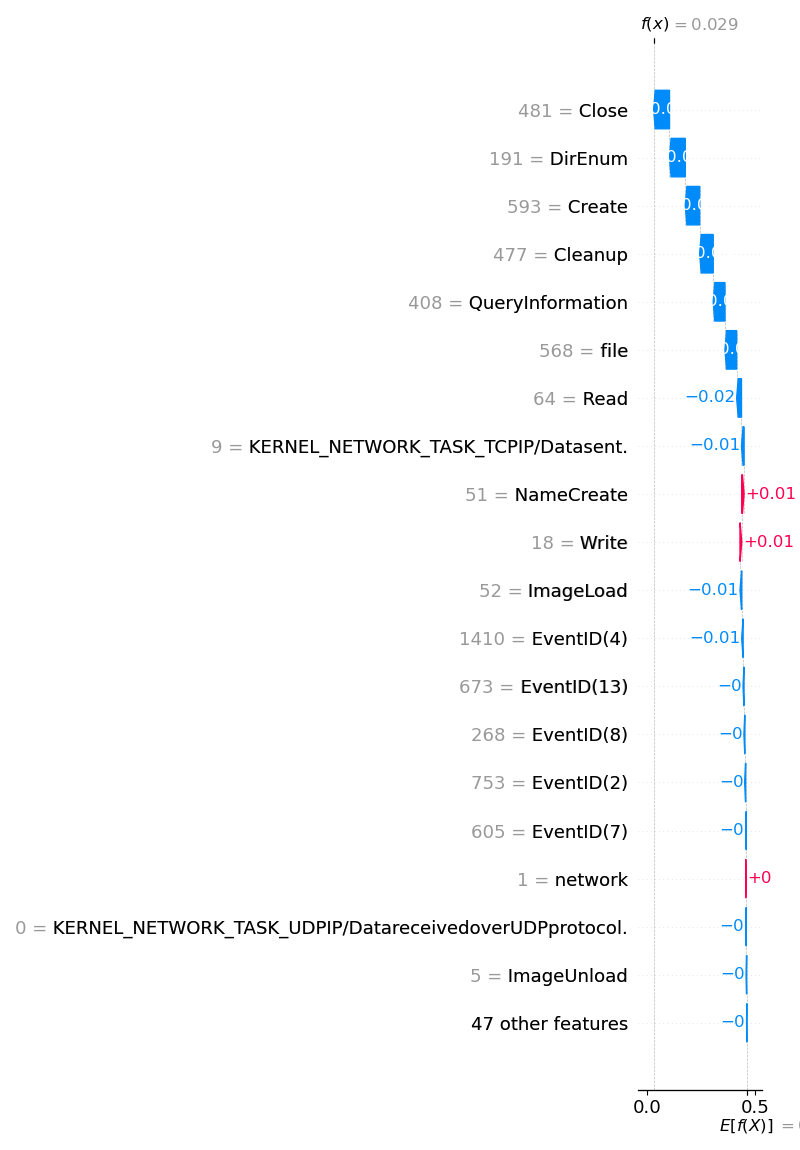 f(x) = 0.029
481 = Close
191 = DirEnum
593 = Create
477 = Cleanup
408 = QueryInformation
568 = file
64 = Read −0.02
9 = KERNEL_NETWORK_TASK_TCPIP/Datasent. −0.01
51 = NameCreate +0.01
18 = Write +0.01
52 = ImageLoad −0.01
1410 = EventID(4) −0.01
673 = EventID(13) −0
268 = EventID(8) −0
753 = EventID(2) −0
605 = EventID(7) −0
1 = network +0
0 = KERNEL_NETWORK_TASK_UDPIP/DatareceivedoverUDPprotocol. −0
5 = ImageUnload −0
47 other features −0
0.0 0.5
E[f(X)] =